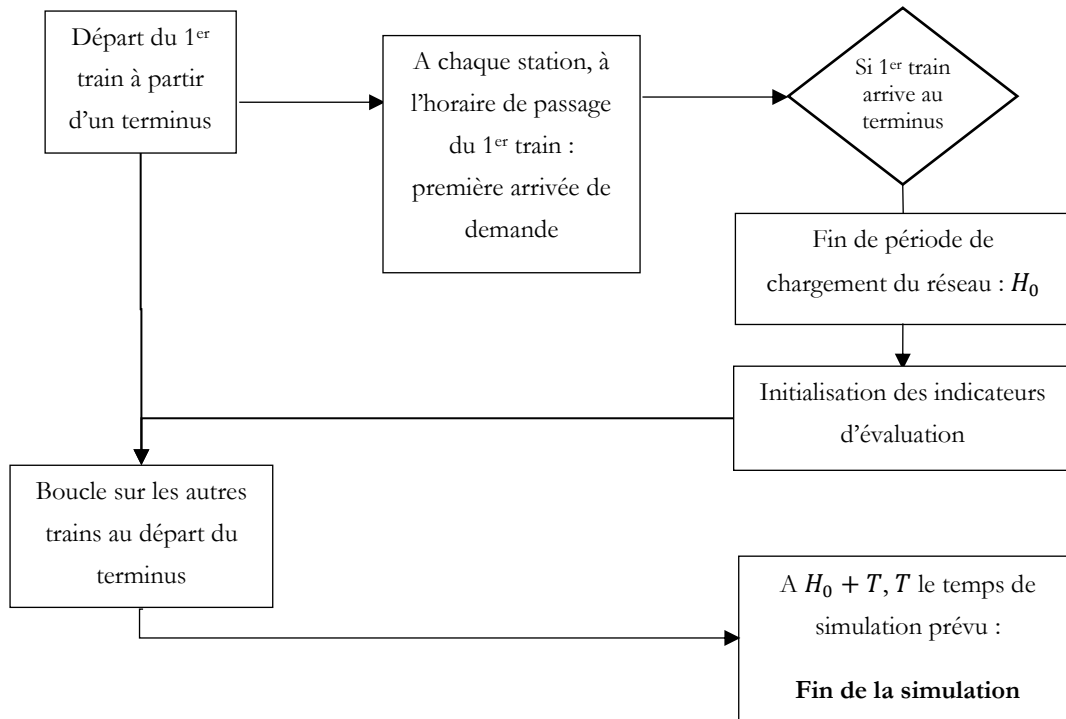 Départ du 1er
train à partir
d'un terminus
A chaque station, à
l'horaire de passage
du 1er train :
première arrivée de
demande
Si 1er train
arrive au
terminus
Fin de période de
chargement du réseau : H₀
Initialisation des indicateurs
d'évaluation
Boucle sur les autres
trains au départ du
terminus
A H₀ + T, T le temps de
simulation prévu :
Fin de la simulation